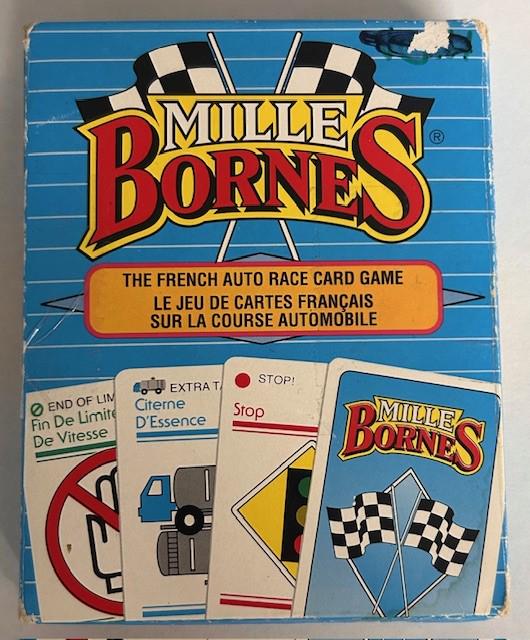 MILLE
BORNES®
THE FRENCH AUTO RACE CARD GAME
LE JEU DE CARTES FRANÇAIS
SUR LA COURSE AUTOMOBILE
END OF LIM
Fin De Limite
De Vitesse
EXTRA TA
Citerne
D'Essence
STOP!
Stop
MILLE
BORNES